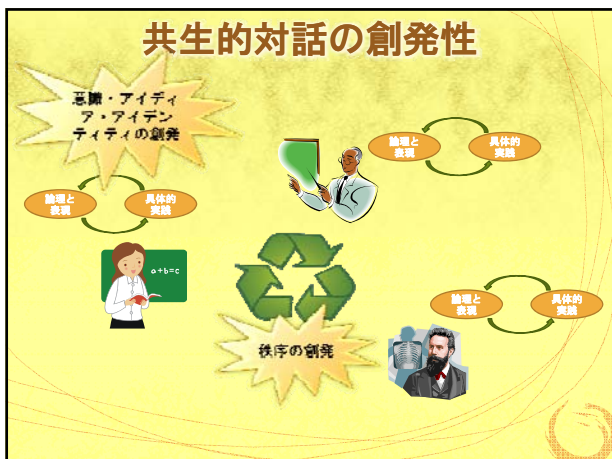 共生的対話の創発性
意識・アイディ
ア・アイデン
ティティの創発
論理と
表現
具体的
実践
論理と
表現
具体的
実践
a+b=c
論理と
表現
具体的
実践
秩序の創発